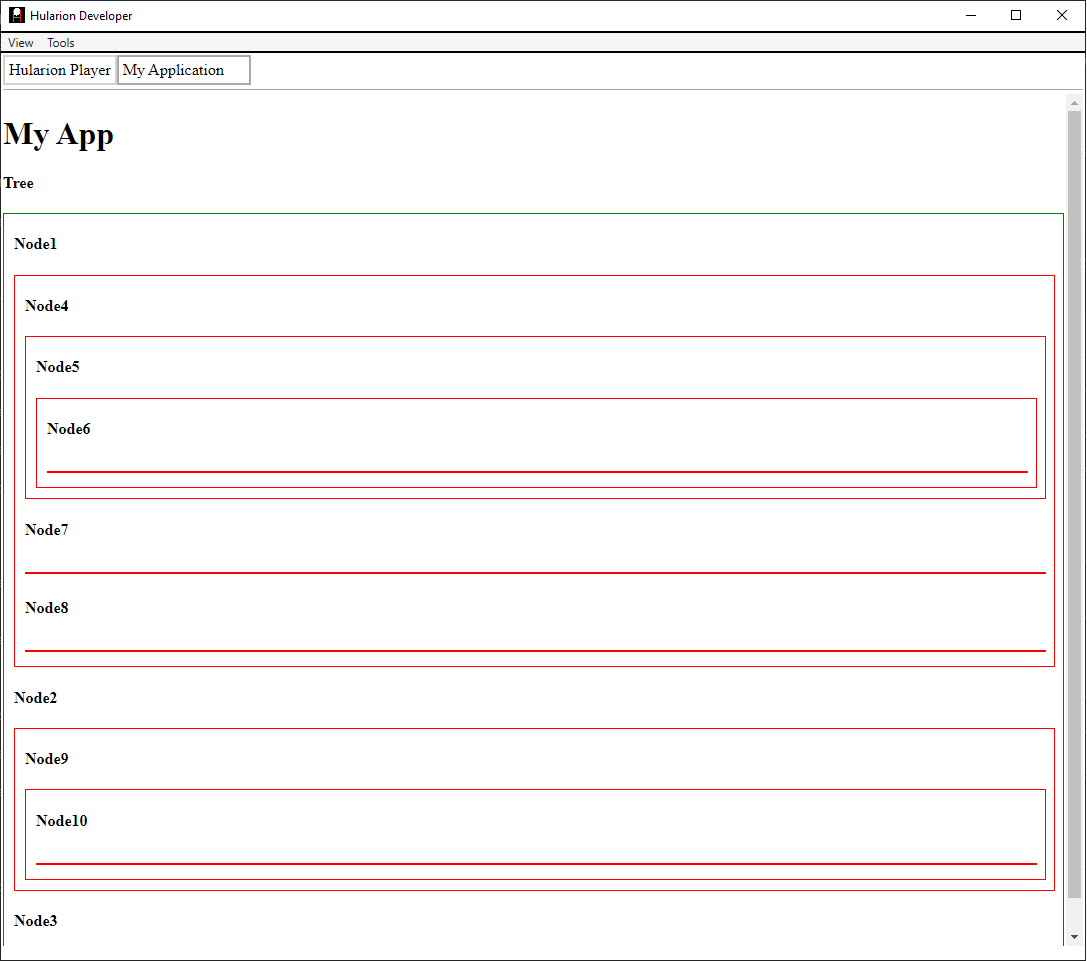 Hularion Developer
View Tools
Hularion Player My Application
My App
Tree
Node1
Node4
Node5
Node6
Node7
Node8
Node2
Node9
Node10
Node3